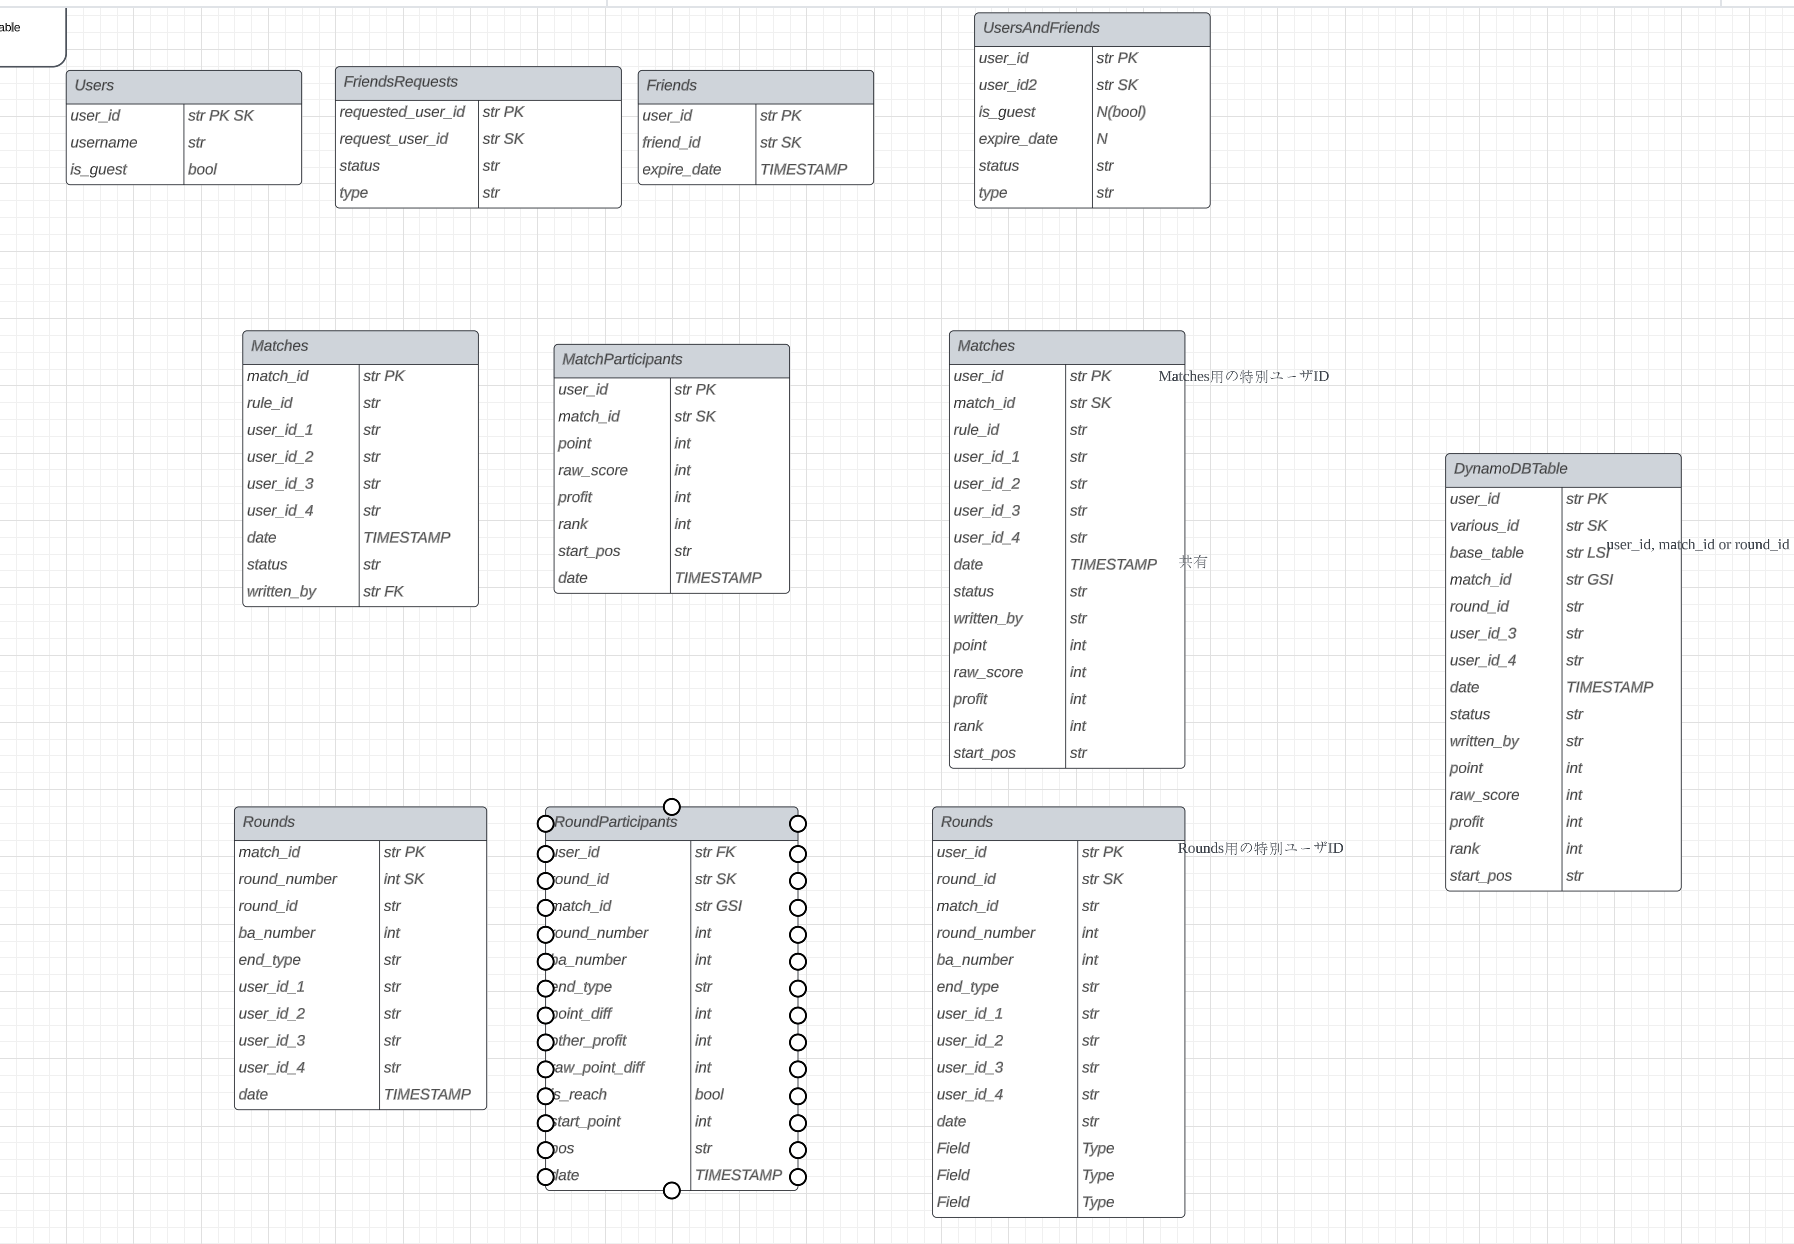 able
UsersAndFriends
user_id str PK
user_id2 str SK
is_guest N(bool)
expire_date N
status str
type str
Users
user_id str PK SK
username str
is_guest bool
FriendsRequests
requested_user_id str PK
request_user_id str SK
status str
type str
Friends
user_id str PK
friend_id str SK
expire_date TIMESTAMP
Matches
match_id str PK
rule_id str
user_id_1 str
user_id_2 str
user_id_3 str
user_id_4 str
date TIMESTAMP
status str
written_by str FK
MatchParticipants
user_id str PK
match_id str SK
point int
raw_score int
profit int
rank int
start_pos str
date TIMESTAMP
Matches
user_id str PK Matches用の特別ユーザID
match_id str SK
rule_id str
user_id_1 str
user_id_2 str
user_id_3 str
user_id_4 str
date TIMESTAMP 共有
status str
written_by str
point int
raw_score int
profit int
rank int
start_pos str
DynamoDBTable
user_id str PK
various_id str SK
user_id, match_id or round_id
base_table str LSI
match_id str GSI
round_id str
user_id_3 str
user_id_4 str
date TIMESTAMP
status str
written_by str
point int
raw_score int
profit int
rank int
start_pos str
Rounds
match_id str PK
round_number int SK
round_id str
ba_number int
end_type str
user_id_1 str
user_id_2 str
user_id_3 str
user_id_4 str
date TIMESTAMP
RoundParticipants
user_id str FK
round_id str SK
match_id str GSI
round_number int
ba_number int
end_type str
point_diff int
other_profit int
raw_point_diff int
is_reach bool
start_point int
pos str
date TIMESTAMP
Rounds
user_id str PK Rounds用の特別ユーザID
round_id str SK
match_id str
round_number int
ba_number int
end_type str
user_id_1 str
user_id_2 str
user_id_3 str
user_id_4 str
date str
Field Type
Field Type
Field Type